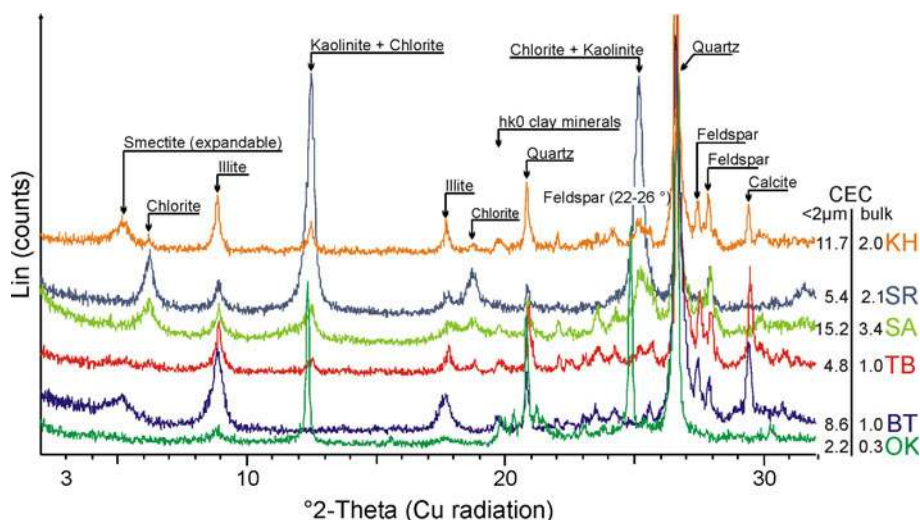 Kaolinite + Chlorite
Chlorite + Kaolinite
Quartz
hk0 clay minerals
Smectite (expandable)
Illite
Quartz
Feldspar
Feldspar
Chlorite
Illite
Chlorite
Feldspar (22-26 °)
Calcite
CEC
<2µm bulk
11.7 2.0 KH
5.4 2.1 SR
15.2 3.4 SA
4.8 1.0 TB
8.6 1.0 BT
2.2 0.3 OK
Lin (counts)
3 10 20 30
°2-Theta (Cu radiation)